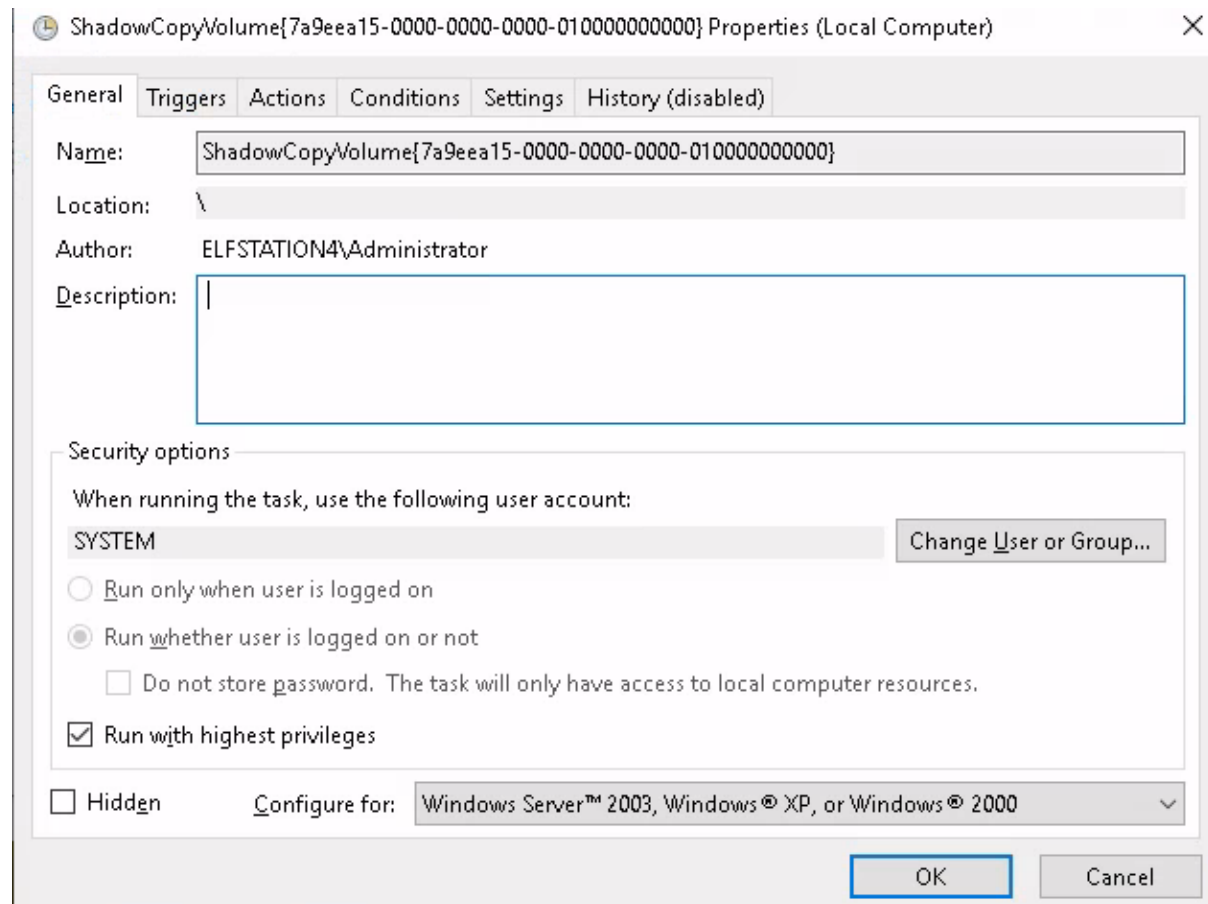 ShadowCopyVolume{7a9eea15-0000-0000-0000-010000000000} Properties (Local Computer)
General Triggers Actions Conditions Settings History (disabled)
Name: ShadowCopyVolume{7a9eea15-0000-0000-0000-010000000000}
Location: \
Author: ELFSTATION4\Administrator
Description:
Security options
When running the task, use the following user account:
SYSTEM Change User or Group...
Run only when user is logged on
Run whether user is logged on or not
Do not store password. The task will only have access to local computer resources.
Run with highest privileges
Hidden Configure for: Windows Server™ 2003, Windows® XP, or Windows® 2000
OK Cancel